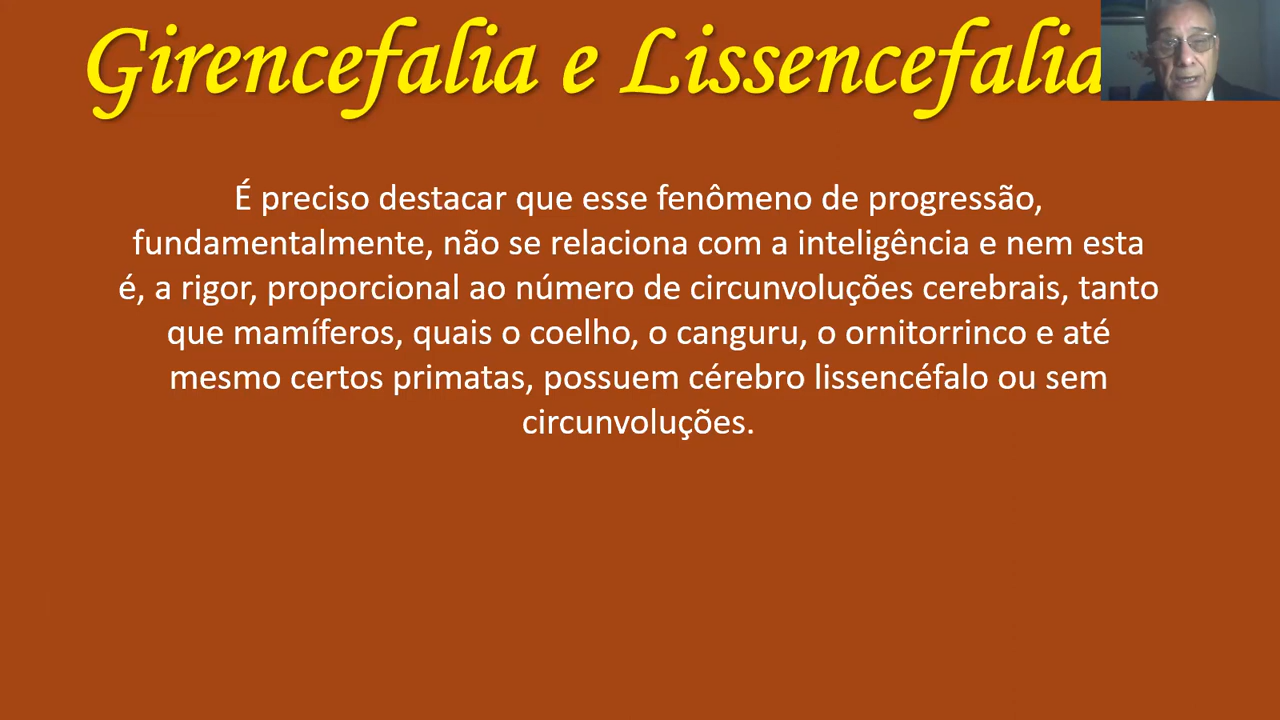 Girencefalia e Lissencefalia
É preciso destacar que esse fenômeno de progressão,
fundamentalmente, não se relaciona com a inteligência e nem esta
é, a rigor, proporcional ao número de circunvoluções cerebrais, tanto
que mamíferos, quais o coelho, o canguru, o ornitorrinco e até
mesmo certos primatas, possuem cérebro lissencéfalo ou sem
circunvoluções.